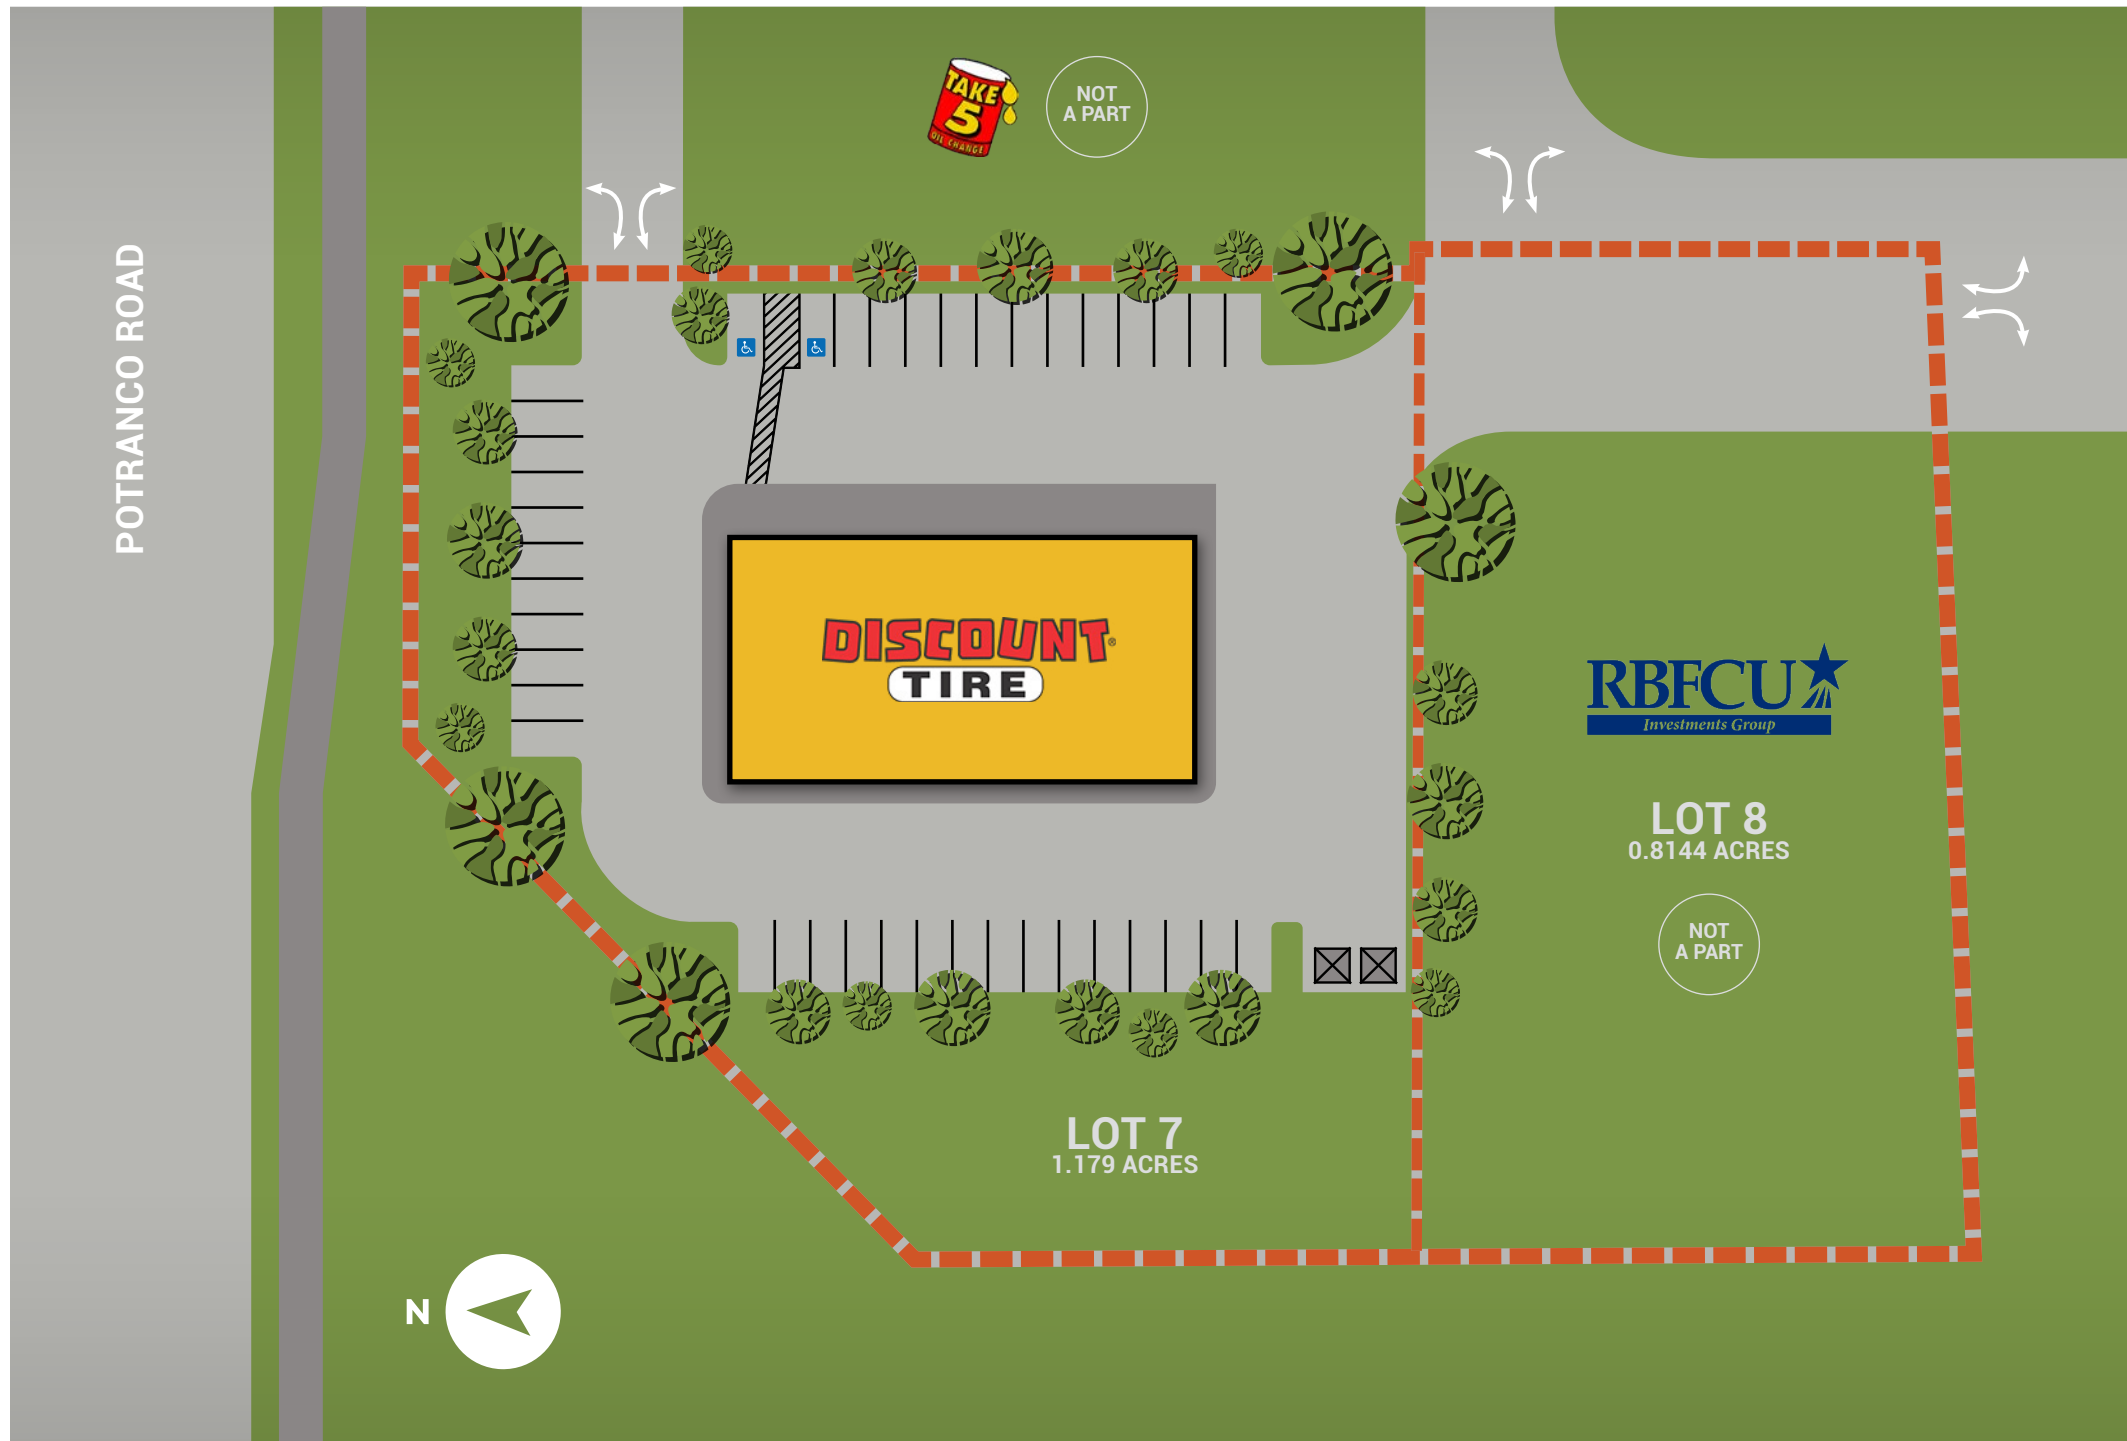 TAKE
5
OIL CHANGE
NOT
A PART
POTRANCO ROAD
DISCOUNT®
TIRE
RBFCU
Investments Group
LOT 8
0.8144 ACRES
NOT
A PART
LOT 7
1.179 ACRES
N